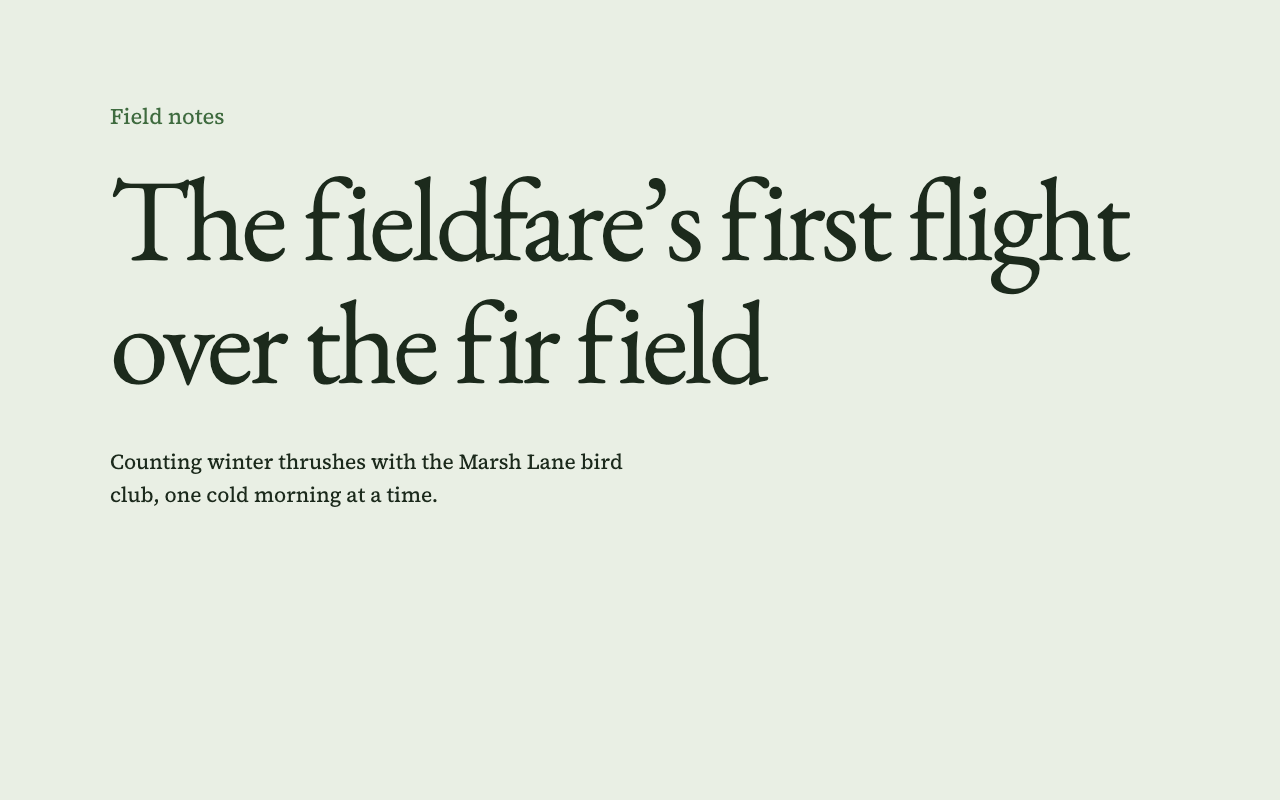 Field notes
The fieldfare’s first flight
over the fir field
Counting winter thrushes with the Marsh Lane bird
club, one cold morning at a time.